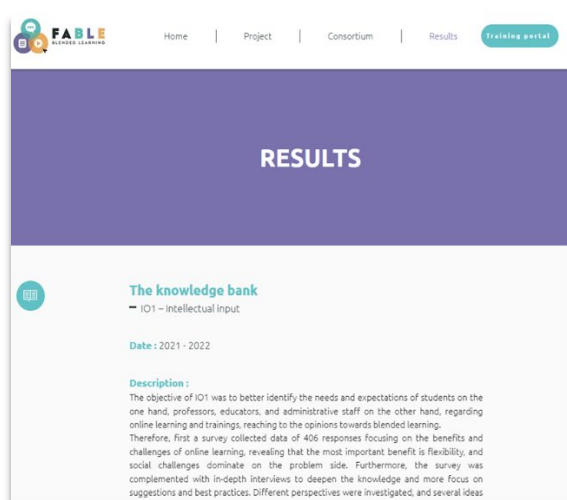 FABLE
BLENDED LEARNING
Home | Project | Consortium | Results Training portal
RESULTS
The knowledge bank
– IO1 – intellectual input
Date : 2021 - 2022
Description :
The objective of IO1 was to better identify the needs and expectations of students on the
one hand, professors, educators, and administrative staff on the other hand, regarding
online learning and trainings, reaching to the opinions towards blended learning.
Therefore, first a survey collected data of 406 responses focusing on the benefits and
challenges of online learning, revealing that the most important benefit is flexibility, and
social challenges dominate on the problem side. Furthermore, the survey was
complemented with in-depth interviews to deepen the knowledge and more focus on
suggestions and best practices. Different perspectives were investigated, and several ideas